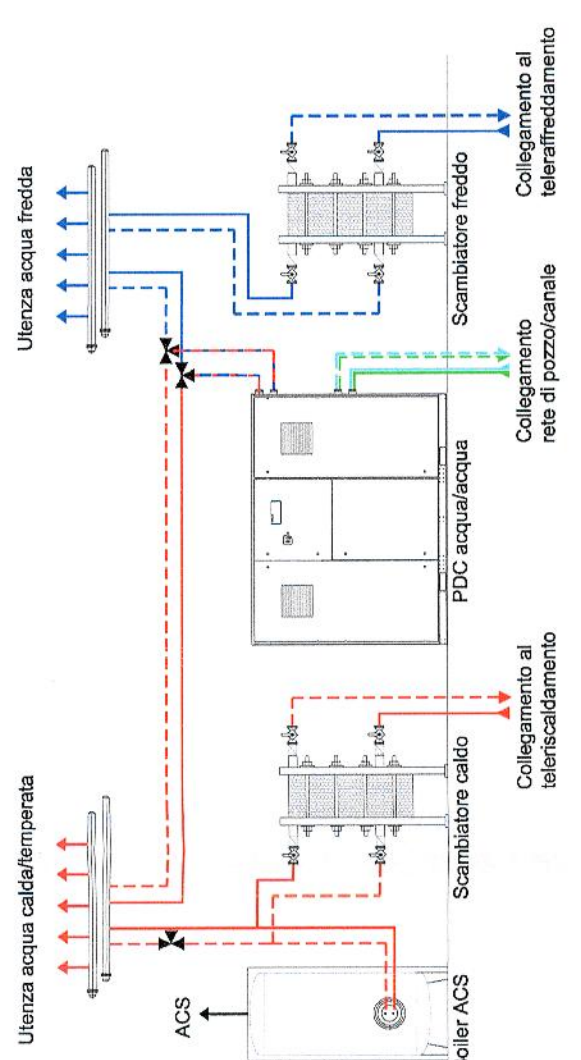 Utenza acqua calda/temperata
Utenza acqua fredda
ACS
oiler ACS
Scambiatore caldo
PDC acqua/acqua
Scambiatore freddo
Collegamento al
teleriscaldamento
Collegamento
rete di pozzo/canale
Collegamento al
teleraffreddamento